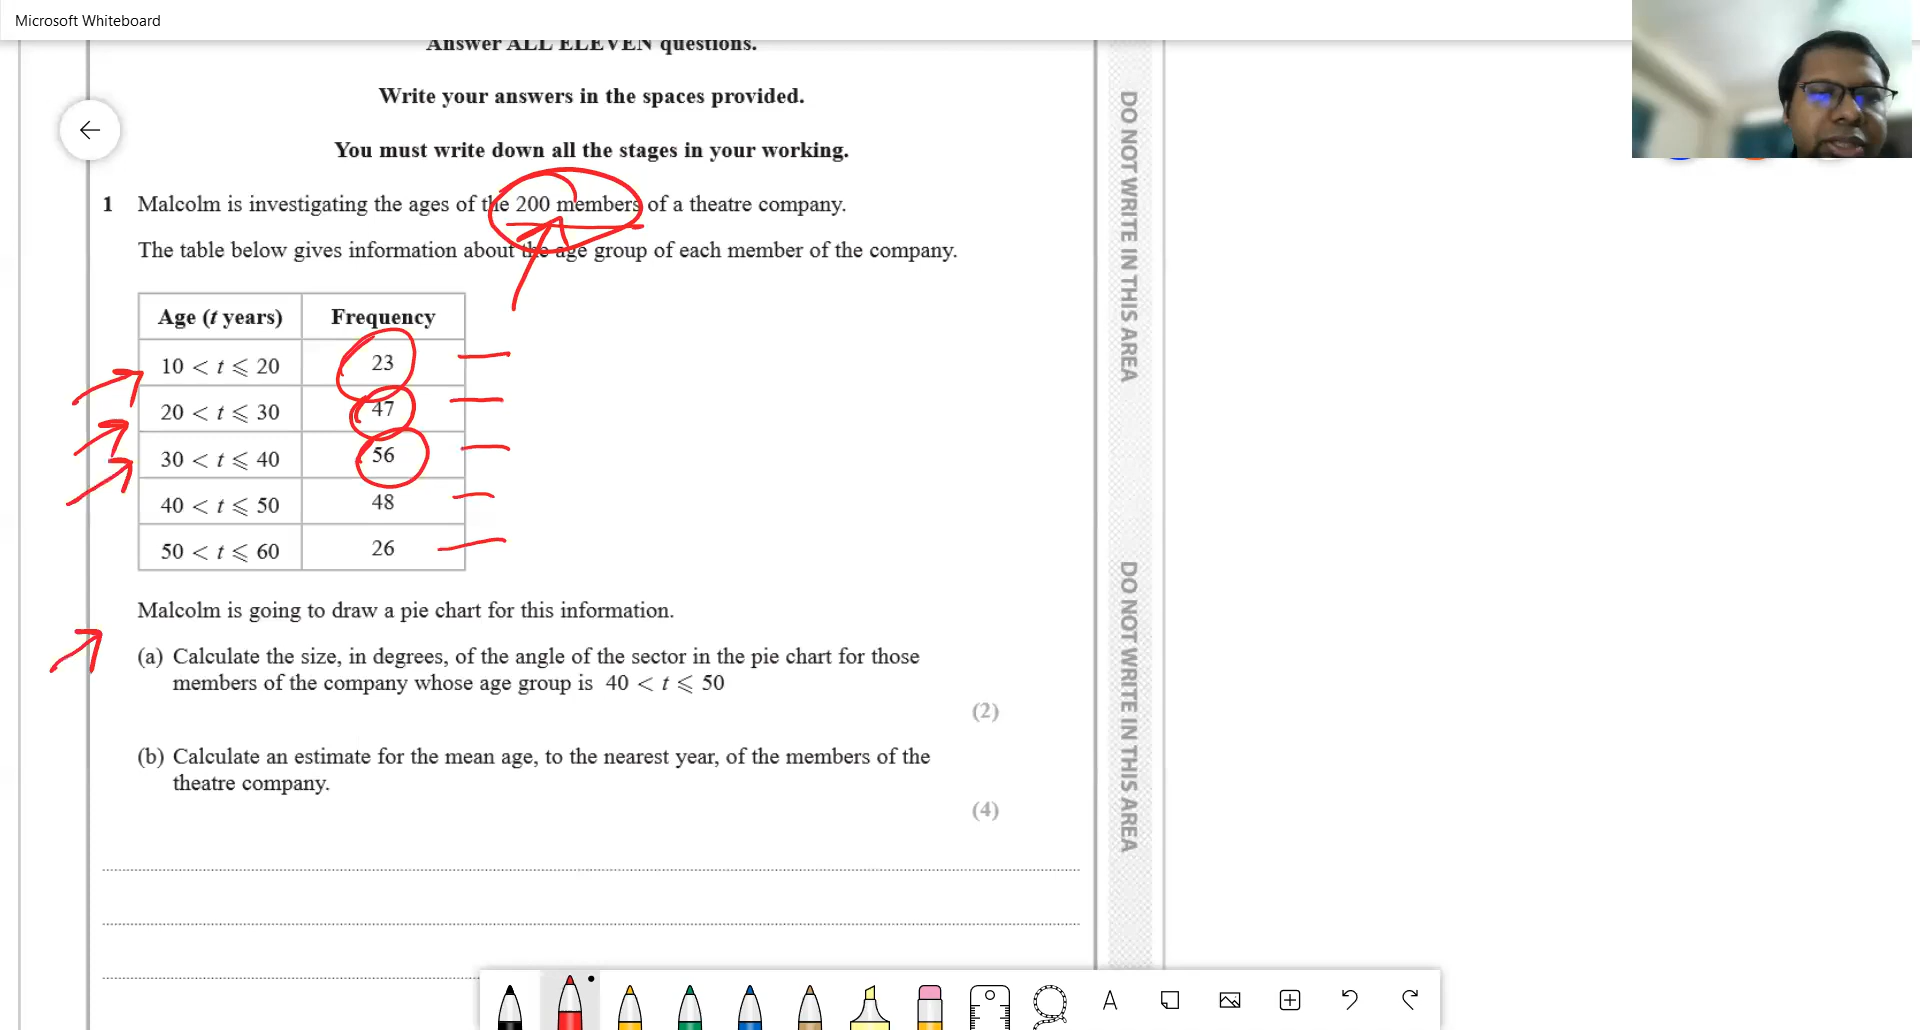 Microsoft Whiteboard
Answer ALL ELEVEN questions.
Write your answers in the spaces provided.
You must write down all the stages in your working.
1 Malcolm is investigating the ages of the 200 members of a theatre company.
The table below gives information about the age group of each member of the company.
Age (t years) Frequency
10 < t ⩽ 20 23
20 < t ⩽ 30 47
30 < t ⩽ 40 56
40 < t ⩽ 50 48
50 < t ⩽ 60 26
Malcolm is going to draw a pie chart for this information.
(a) Calculate the size, in degrees, of the angle of the sector in the pie chart for those
members of the company whose age group is 40 < t ⩽ 50
(2)
(b) Calculate an estimate for the mean age, to the nearest year, of the members of the
theatre company.
(4)
DO NOT WRITE IN THIS AREA
DO NOT WRITE IN THIS AREA